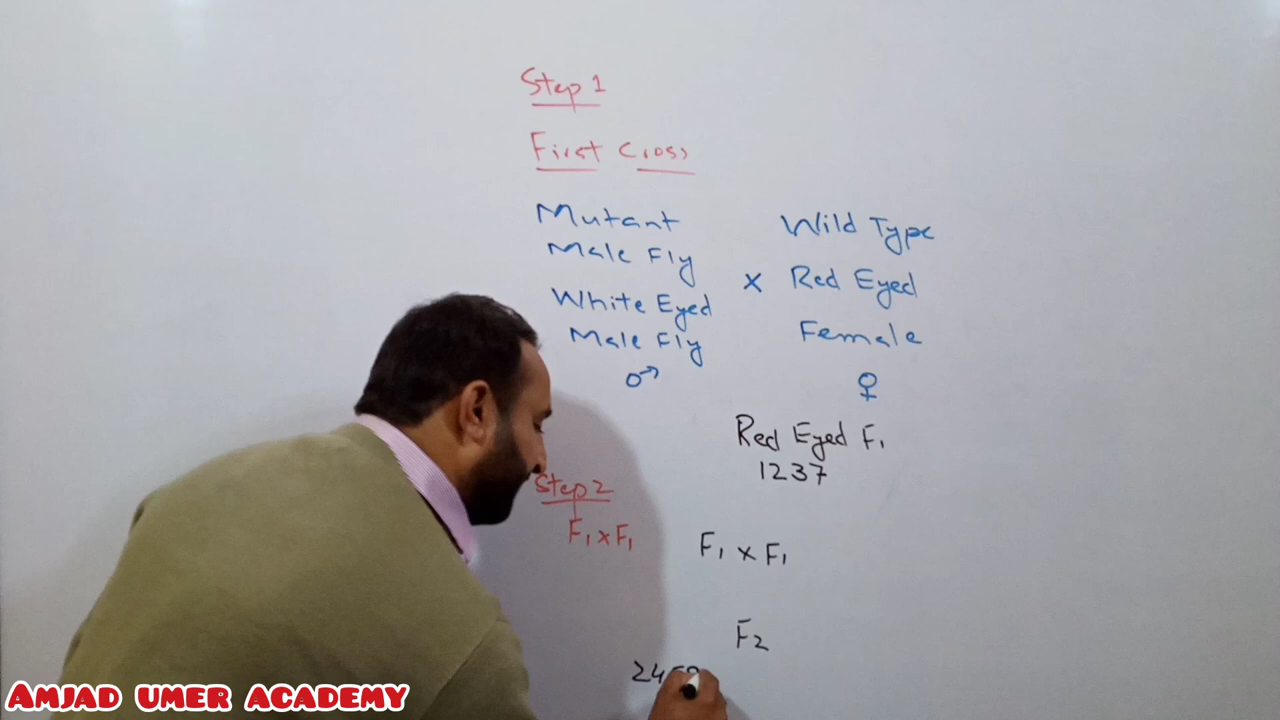 Step 1
First Cross
Mutant
Male Fly
White Eyed
Male Fly
♂
x
Wild Type
Red Eyed
Female
♀
Red Eyed F₁
1237
Step 2
F₁ x F₁
F₁ x F₁
F₂
AMJAD UMER ACADEMY